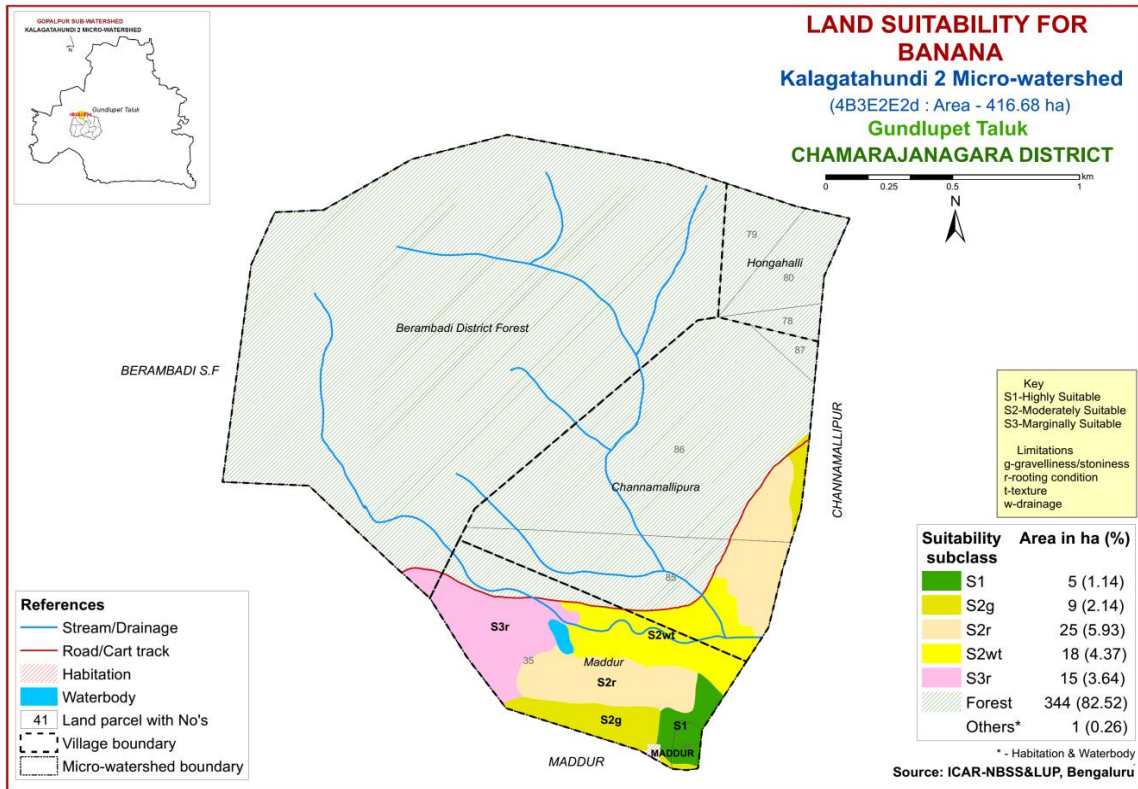 GOPALPUR SUB-WATERSHED
KALAGATAHUNDI 2 MICRO-WATERSHED
N
Gundlupet Taluk
LAND SUITABILITY FOR
BANANA
Kalagatahundi 2 Micro-watershed
(4B3E2E2d : Area - 416.68 ha)
Gundlupet Taluk
CHAMARAJANAGARA DISTRICT
km
0 0.25 0.5 1
N
79
Hongahalli
80
78
87
Berambadi District Forest
BERAMBADI S.F
CHANNAMALLIPUR
86
Channamallipura
85
S3r
S2wt
35
Maddur
S2r
S2g
S1
MADDUR
MADDUR
Key
S1-Highly Suitable
S2-Moderately Suitable
S3-Marginally Suitable
Limitations
g-gravelliness/stoniness
r-rooting condition
t-texture
w-drainage
Suitability subclass Area in ha (%)
S1 5 (1.14)
S2g 9 (2.14)
S2r 25 (5.93)
S2wt 18 (4.37)
S3r 15 (3.64)
Forest 344 (82.52)
Others* 1 (0.26)
* - Habitation & Waterbody
Source: ICAR-NBSS&LUP, Bengaluru
References
Stream/Drainage
Road/Cart track
Habitation
Waterbody
41 Land parcel with No's
Village boundary
Micro-watershed boundary